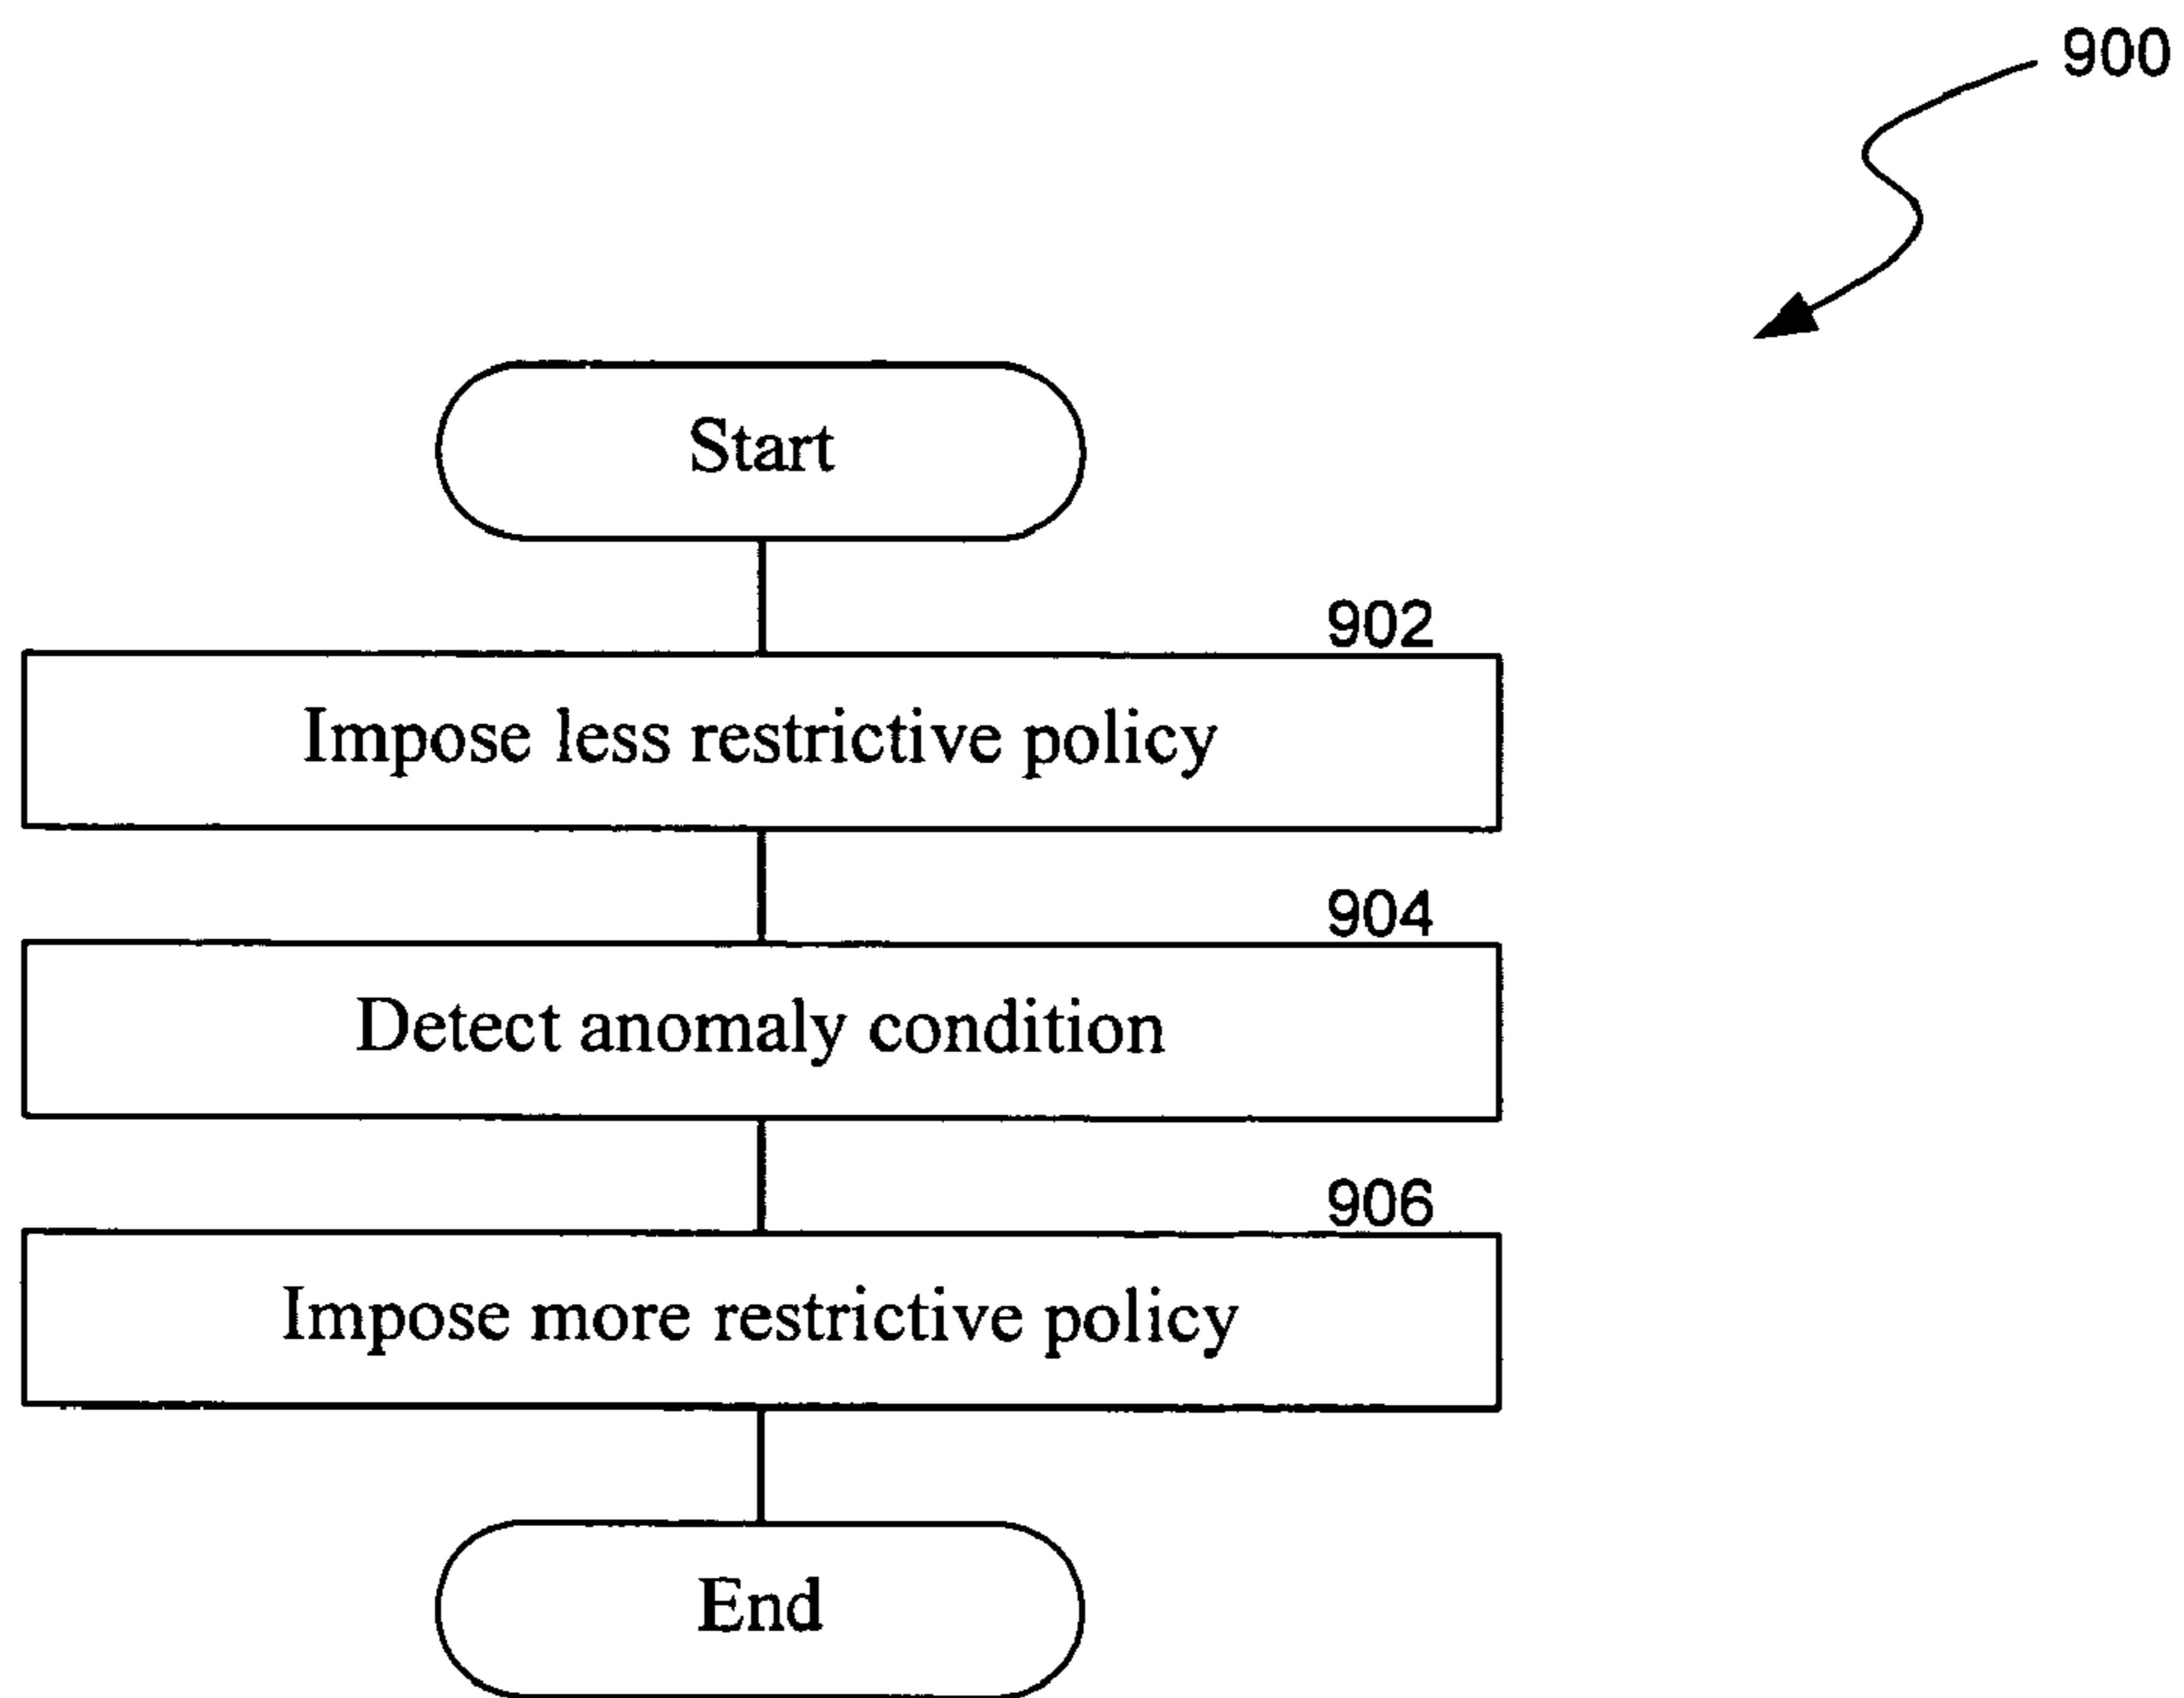 900
Start
902
Impose less restrictive policy
904
Detect anomaly condition
906
Impose more restrictive policy
End